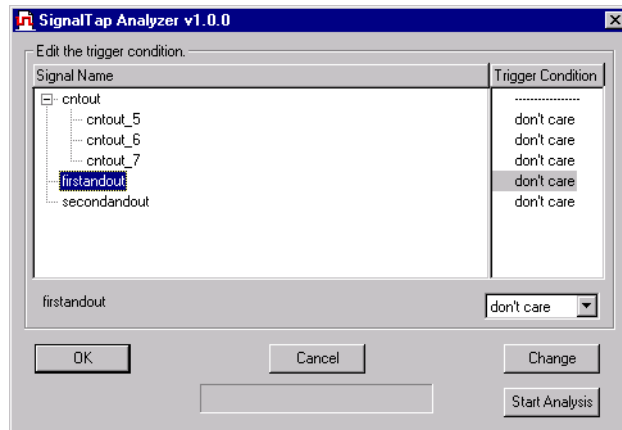 SignalTap Analyzer v1.0.0
Edit the trigger condition.
Signal Name Trigger Condition
cntout ----------------
cntout_5 don't care
cntout_6 don't care
cntout_7 don't care
firstandout don't care
secondandout don't care
firstandout don't care
OK Cancel Change
Start Analysis